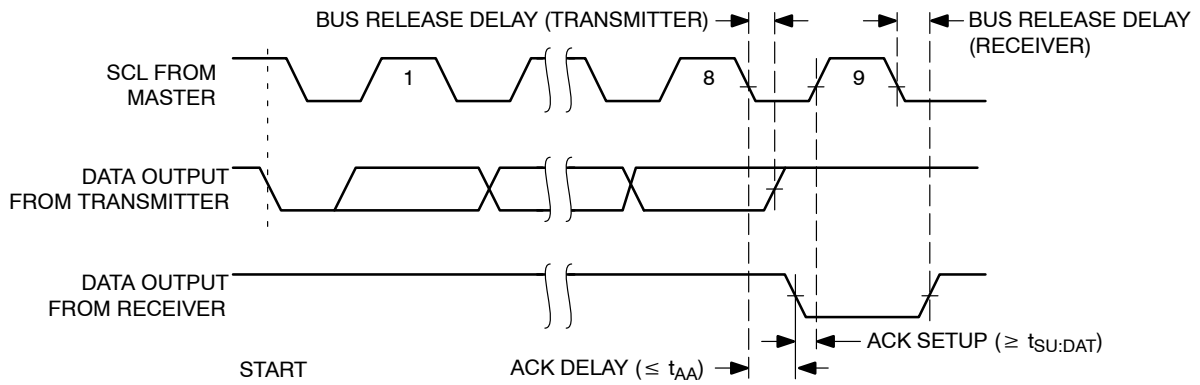 BUS RELEASE DELAY (TRANSMITTER)
BUS RELEASE DELAY
(RECEIVER)
SCL FROM
MASTER
1
8
9
DATA OUTPUT
FROM TRANSMITTER
DATA OUTPUT
FROM RECEIVER
START
ACK DELAY (≤ tAA)
ACK SETUP (≥ tSU:DAT)